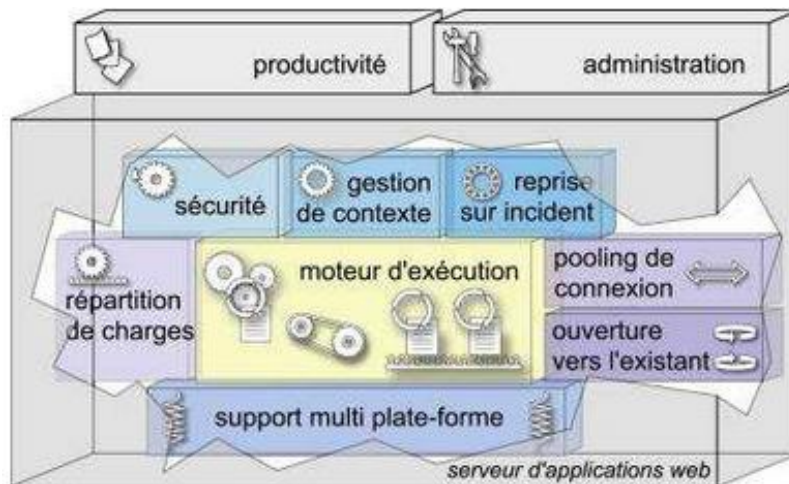 productivité
administration
sécurité
gestion
de contexte
reprise
sur incident
répartition
de charges
moteur d'exécution
pooling de
connexion
ouverture
vers l'existant
support multi plate-forme
serveur d'applications web